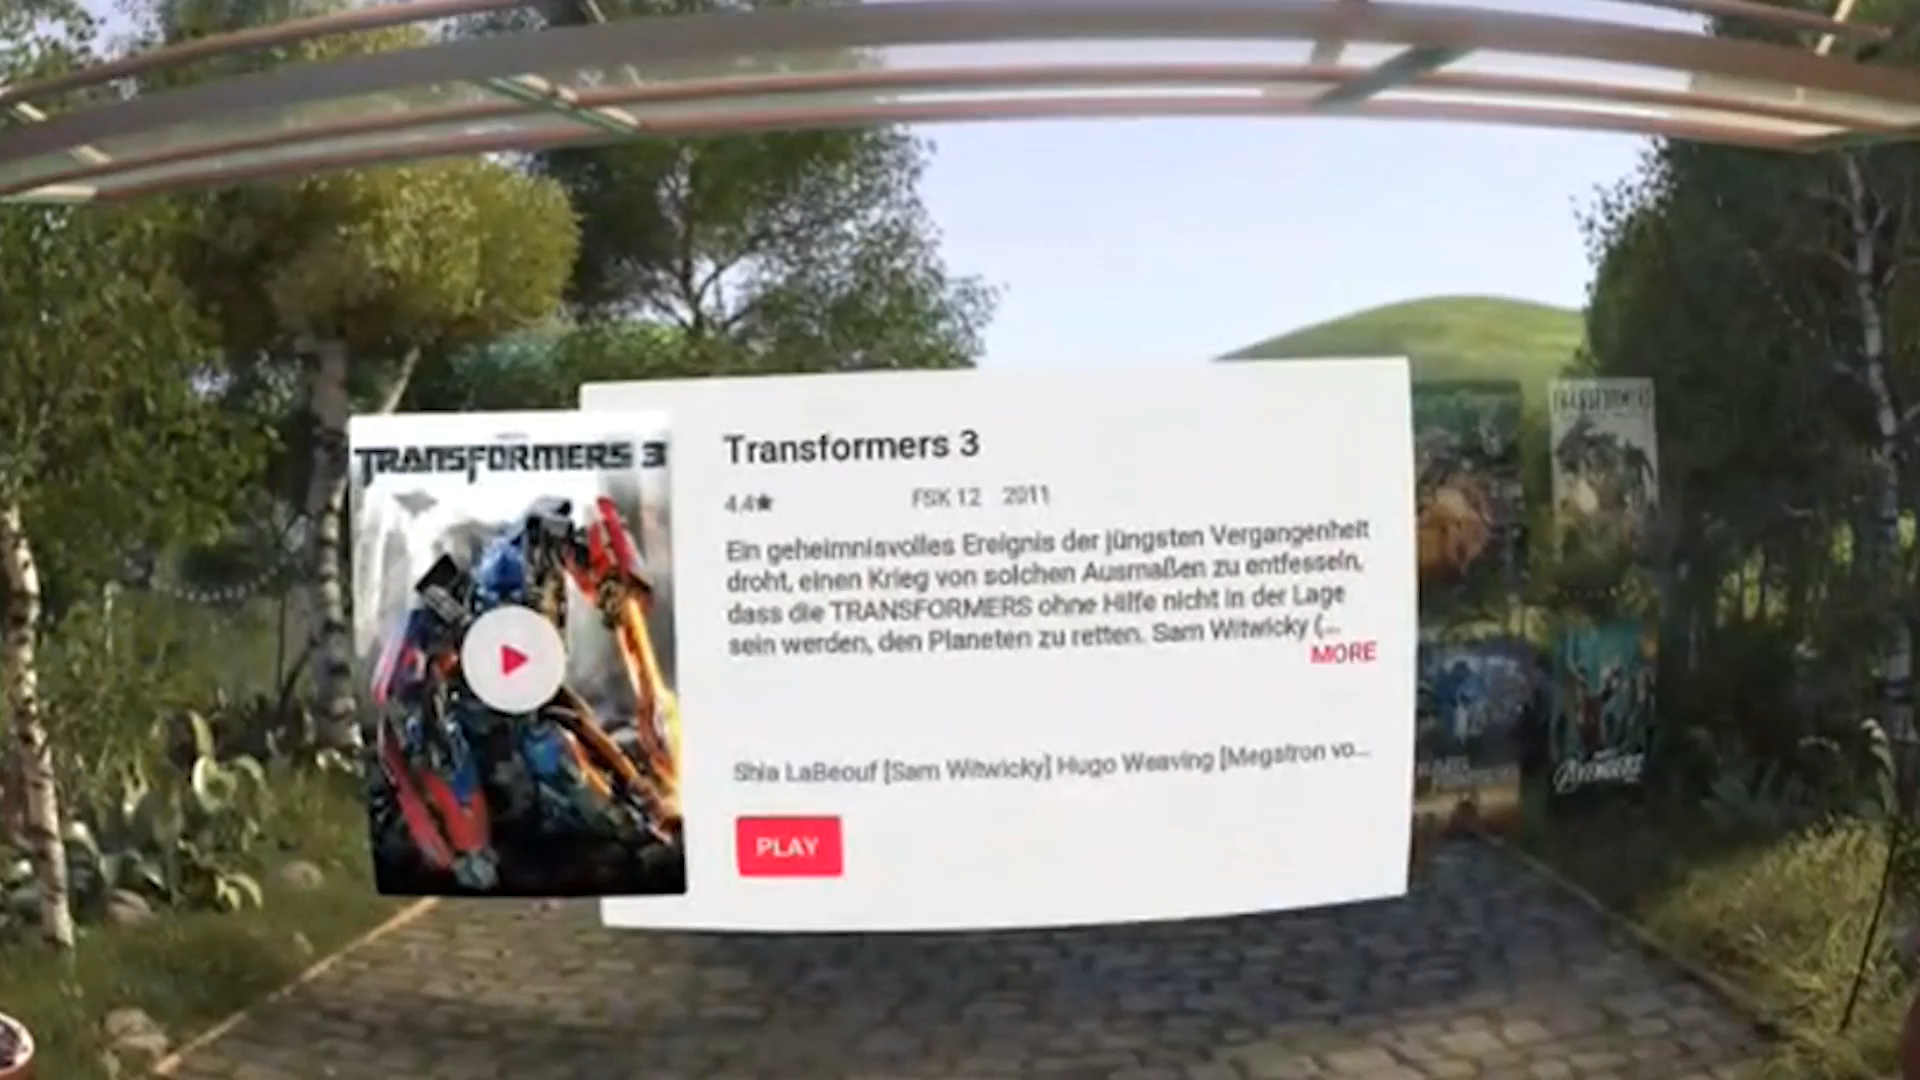 TRANSFORMERS 3
Transformers 3
4.4★ FSK 12 2011
Ein geheimnisvolles Ereignis der jüngsten Vergangenheit
droht, einen Krieg von solchen Ausmaßen zu entfesseln,
dass die TRANSFORMERS ohne Hilfe nicht in der Lage
sein werden, den Planeten zu retten. Sam Witwicky (...
MORE
Shia LaBeouf [Sam Witwicky] Hugo Weaving [Megatron vo...
PLAY
TRANSFORMERS
AVENGERS